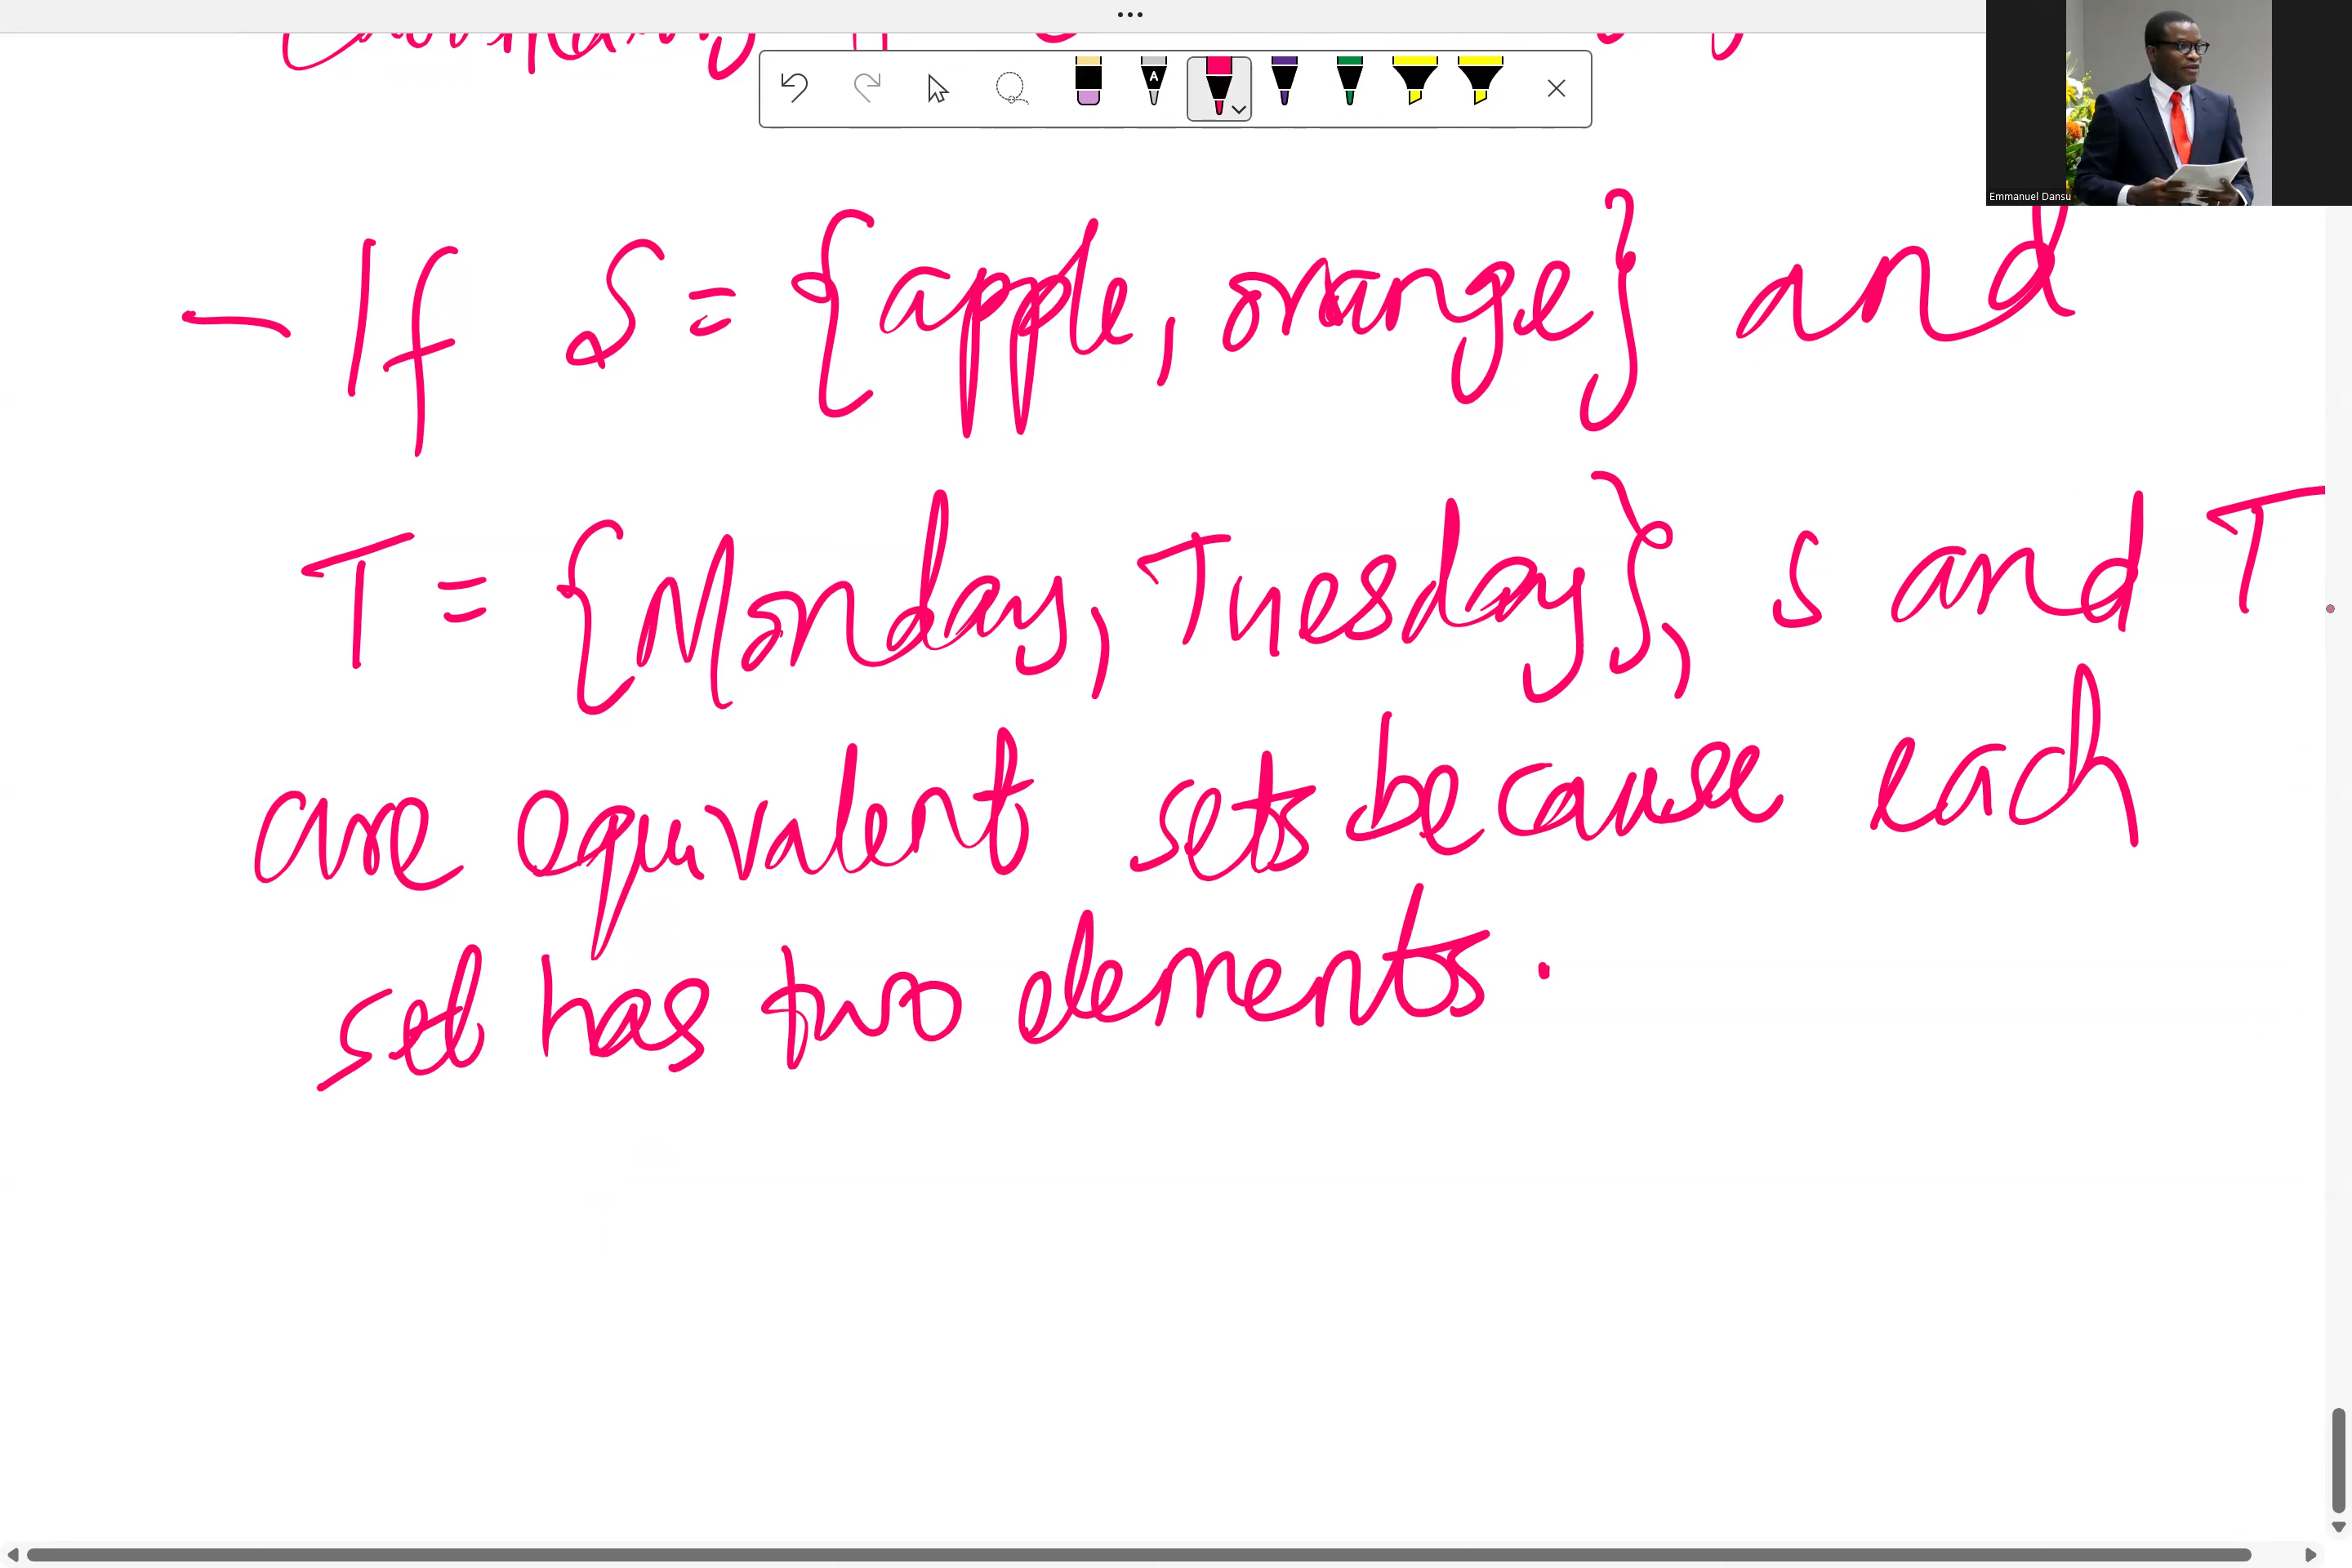 Emmanuel Dansu
- If S = {apple, orange} and
T = {Monday, Tuesday}, S and T
are equivalent sets because each
set has two elements.